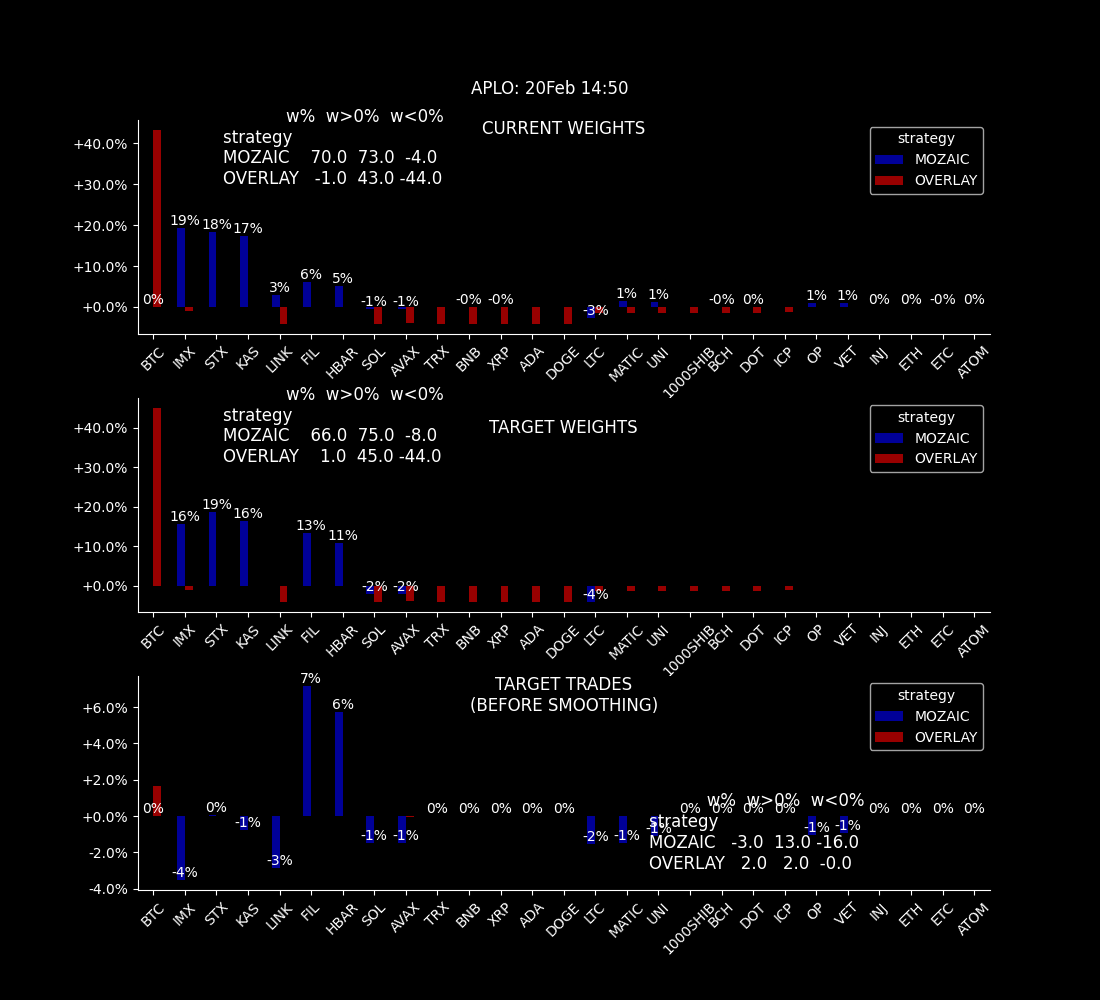 APLO: 20Feb 14:50
CURRENT WEIGHTS
w%  w>0%  w<0%
strategy
MOZAIC 70.0 73.0 -4.0
OVERLAY -1.0 43.0 -44.0
strategy
MOZAIC
OVERLAY
+40.0%
+30.0%
+20.0%
+10.0%
+0.0%
0% 19% 18% 17% 3% 6% 5% -1% -1% -0% -0% -3% 1% 1% -0% 0% 1% 1% 0% 0% -0% 0%
BTC IMX STX KAS LINK FIL HBAR SOL AVAX TRX BNB XRP ADA DOGE LTC MATIC UNI 1000SHIB BCH DOT ICP OP VET INJ ETH ETC ATOM
TARGET WEIGHTS
w%  w>0%  w<0%
strategy
MOZAIC 66.0 75.0 -8.0
OVERLAY 1.0 45.0 -44.0
strategy
MOZAIC
OVERLAY
+40.0%
+30.0%
+20.0%
+10.0%
+0.0%
16% 19% 16% 13% 11% -2% -2% -4%
BTC IMX STX KAS LINK FIL HBAR SOL AVAX TRX BNB XRP ADA DOGE LTC MATIC UNI 1000SHIB BCH DOT ICP OP VET INJ ETH ETC ATOM
TARGET TRADES
(BEFORE SMOOTHING)
strategy
MOZAIC
OVERLAY
+6.0%
+4.0%
+2.0%
+0.0%
-2.0%
-4.0%
0% -4% 0% -1% -3% 7% 6% -1% -1% 0% 0% 0% 0% 0% -2% -1% -1% 0% 0% 0% 0% -1% -1% 0% 0% 0% 0%
w%  w>0%  w<0%
strategy
MOZAIC -3.0 13.0 -16.0
OVERLAY 2.0 2.0 -0.0
BTC IMX STX KAS LINK FIL HBAR SOL AVAX TRX BNB XRP ADA DOGE LTC MATIC UNI 1000SHIB BCH DOT ICP OP VET INJ ETH ETC ATOM